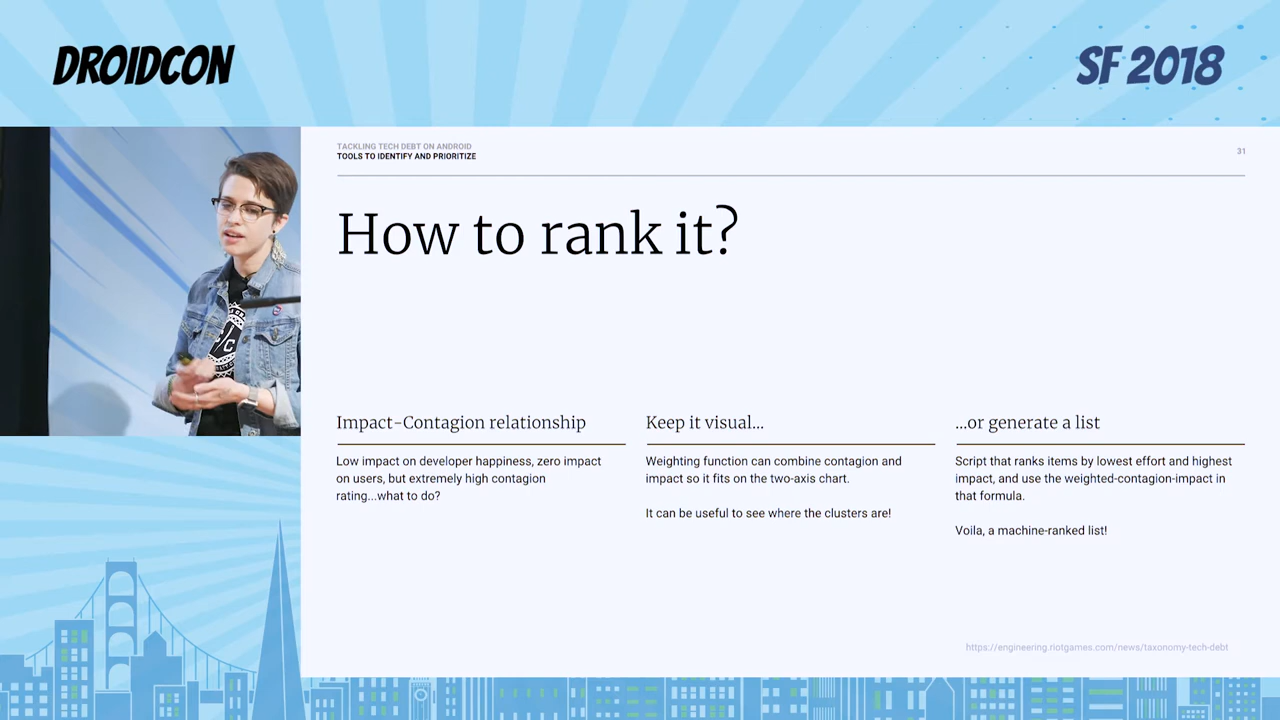 DROIDCON
SF 2018
TACKLING TECH DEBT ON ANDROID
TOOLS TO IDENTIFY AND PRIORITIZE
31
How to rank it?
Impact-Contagion relationship
Low impact on developer happiness, zero impact
on users, but extremely high contagion
rating...what to do?
Keep it visual...
Weighting function can combine contagion and
impact so it fits on the two-axis chart.
It can be useful to see where the clusters are!
...or generate a list
Script that ranks items by lowest effort and highest
impact, and use the weighted-contagion-impact in
that formula.
Voila, a machine-ranked list!
https://engineering.riotgames.com/news/taxonomy-tech-debt